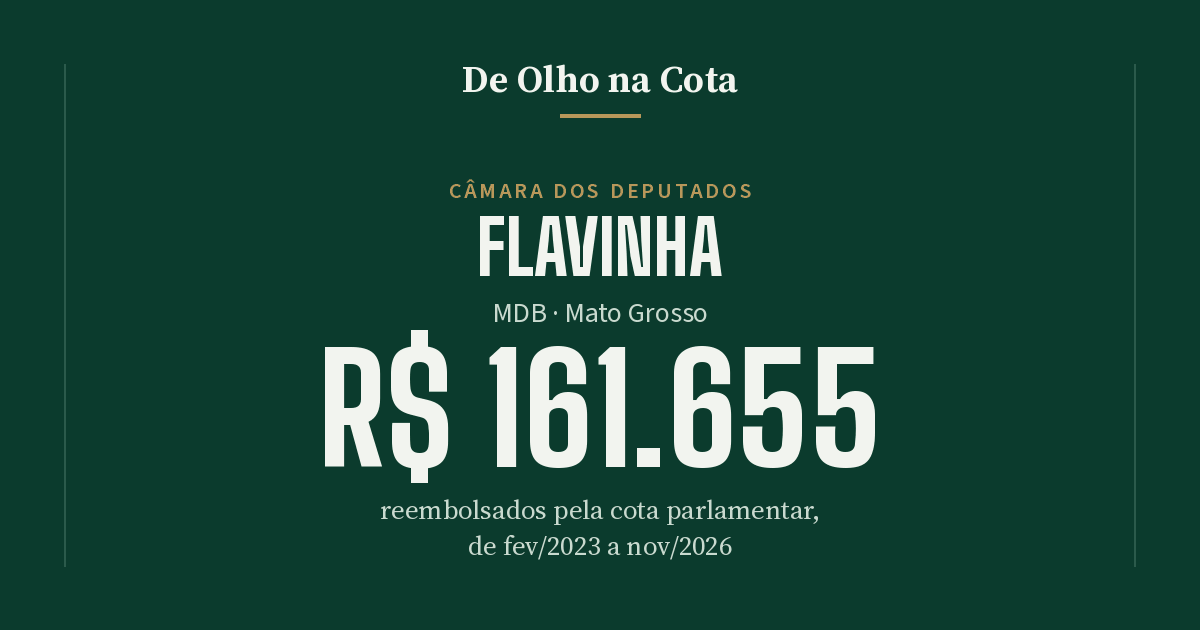 De Olho na Cota
CÂMARA DOS DEPUTADOS
FLAVINHA
MDB · Mato Grosso
R$ 161.655
reembolsados pela cota parlamentar,
de fev/2023 a nov/2026